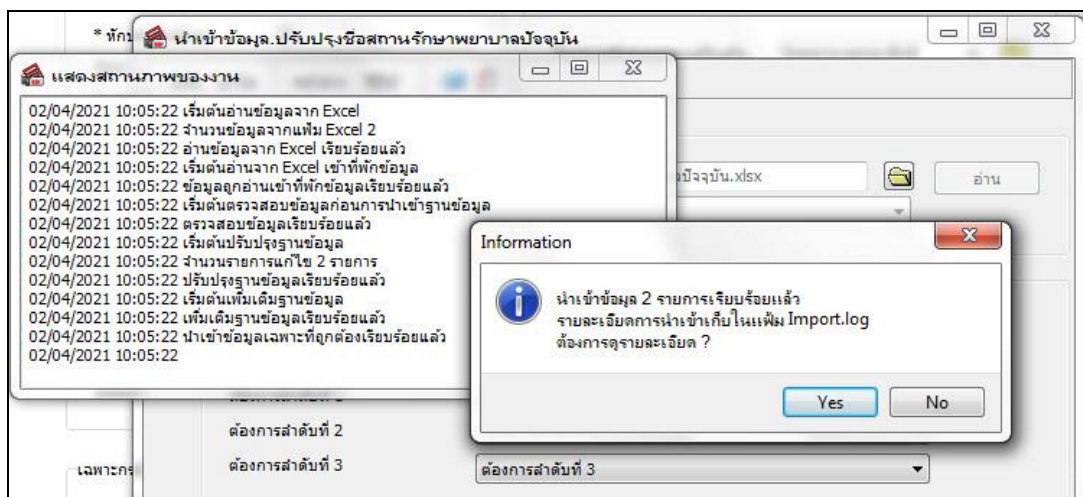 * ทักษ
นำเข้าข้อมูล.ปรับปรุงชื่อสถานรักษาพยาบาลปัจจุบัน
แสดงสถานภาพของงาน
02/04/2021 10:05:22 เริ่มต้นอ่านข้อมูลจาก Excel
02/04/2021 10:05:22 จำนวนข้อมูลจากแฟ้ม Excel 2
02/04/2021 10:05:22 อ่านข้อมูลจาก Excel เรียบร้อยแล้ว
02/04/2021 10:05:22 เริ่มต้นอ่านจาก Excel เข้าที่พักข้อมูล
02/04/2021 10:05:22 ข้อมูลถูกอ่านเข้าที่พักข้อมูลเรียบร้อยแล้ว
02/04/2021 10:05:22 เริ่มต้นตรวจสอบข้อมูลก่อนการนำเข้าฐานข้อมูล
02/04/2021 10:05:22 ตรวจสอบข้อมูลเรียบร้อยแล้ว
02/04/2021 10:05:22 เริ่มต้นปรับปรุงฐานข้อมูล
02/04/2021 10:05:22 จำนวนรายการแก้ไข 2 รายการ
02/04/2021 10:05:22 ปรับปรุงฐานข้อมูลเรียบร้อยแล้ว
02/04/2021 10:05:22 เริ่มต้นเพิ่มเติมฐานข้อมูล
02/04/2021 10:05:22 เพิ่มเติมฐานข้อมูลเรียบร้อยแล้ว
02/04/2021 10:05:22 นำเข้าข้อมูลเฉพาะที่ถูกต้องเรียบร้อยแล้ว
02/04/2021 10:05:22
ปัจจุบัน.xlsx
อ่าน
Information
นำเข้าข้อมูล 2 รายการเรียบร้อยแล้ว
รายละเอียดการนำเข้าเก็บในแฟ้ม Import.log
ต้องการดูรายละเอียด ?
Yes No
ต้องการลำดับที่ 2
ต้องการลำดับที่ 3 ต้องการลำดับที่ 3
เฉพาะกร